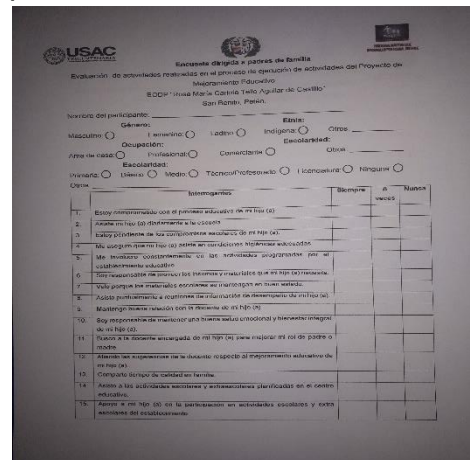 USAC
Encuesta dirigida a padres de familia
Evaluación de actividades realizadas en el proceso de ejecución de actividades del Proyecto de
Mejoramiento Educativo
EODP "Rosa María Castillo"
San Benito, Petén.
Nombre del participante:
Género: Etnia:
Masculino: Femenino: Ladino Indígena: Otros
Ocupación: Escolaridad:
Ama de casa: Profesional: Comerciante Otros
Escolaridad:
Primaria: Básico Medio: Técnico/Profesorado Licenciatura: Ninguna
Otros
Interrogantes Siempre A veces Nunca
1. Estoy comprometida con el proceso educativo de mi hijo (a)
2. Asiste mi hijo (a) diariamente a la escuela.
3. Estoy pendiente de los compromisos escolares de mi hijo (a).
4. Me aseguro que mi hijo (a) asista en condiciones higiénicas adecuadas.
5. Me involucro constantemente en las actividades programadas por el
establecimiento educativo.
6. Soy responsable de proveer los insumos y materiales que mi hijo (a) necesite.
7. Velo porque los materiales escolares se mantengan en buen estado.
8. Asisto puntualmente a reuniones de información de desempeño de mi hijo (a).
9. Mantengo buena relación con la docente de mi hijo (a)
10. Soy responsable de mantener una buena salud emocional y bienestar integral
de mi hijo (a).
11. Busco a la docente encargada de mi hijo (a) para mejorar mi rol de padre o
madre.
12. Atiendo las sugerencias de la docente respecto al mejoramiento educativo de
mi hijo (a).
13. Comparto tiempo de calidad en familia.
14. Asisto a las actividades escolares y extraescolares planificadas en el centro
educativo.
15. Apoyo a mi hijo (a) en la participación en actividades escolares y extra
escolares del establecimiento.